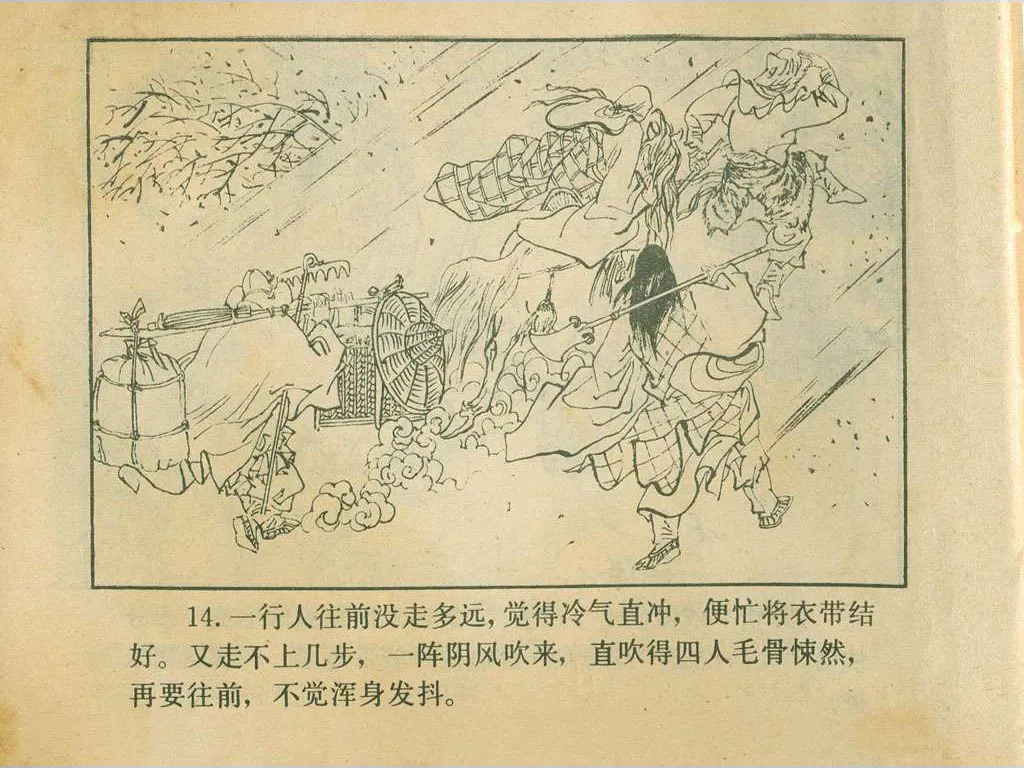 14. 一行人往前没走多远, 觉得冷气直冲, 便忙将衣带结
好。又走不上几步, 一阵阴风吹来, 直吹得四人毛骨悚然,
再要往前, 不觉浑身发抖。